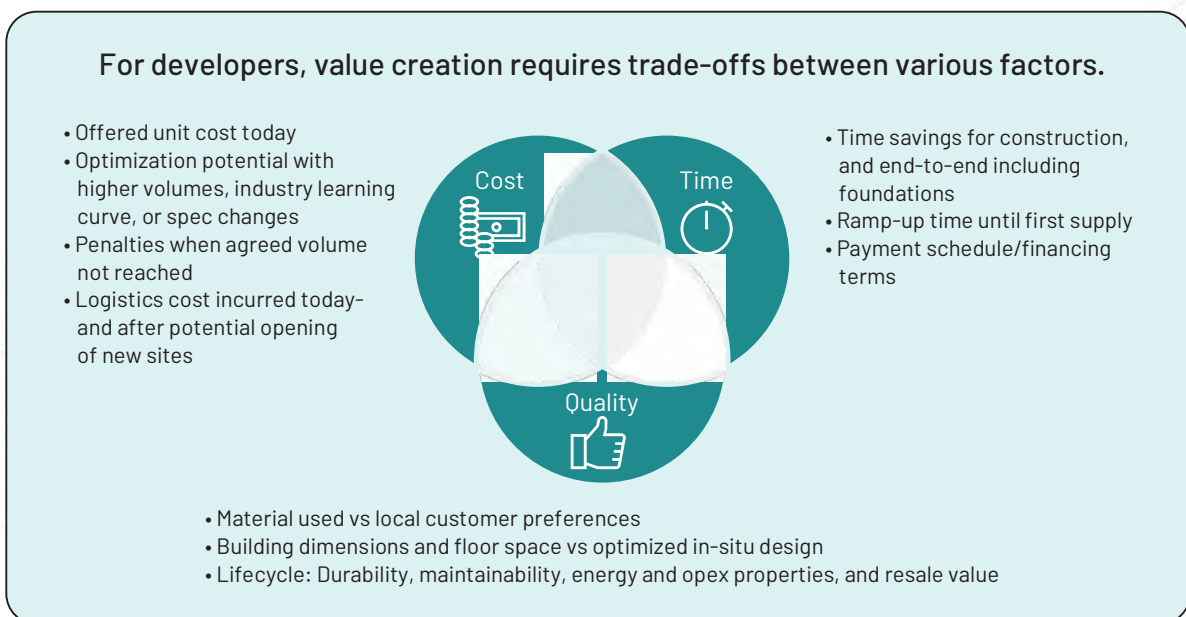 For developers, value creation requires trade-offs between various factors.
• Offered unit cost today
• Optimization potential with
higher volumes, industry learning
curve, or spec changes
• Penalties when agreed volume
not reached
• Logistics cost incurred today-
and after potential opening
of new sites
Cost
Time
• Time savings for construction,
and end-to-end including
foundations
• Ramp-up time until first supply
• Payment schedule/financing
terms
Quality
• Material used vs local customer preferences
• Building dimensions and floor space vs optimized in-situ design
• Lifecycle: Durability, maintainability, energy and opex properties, and resale value